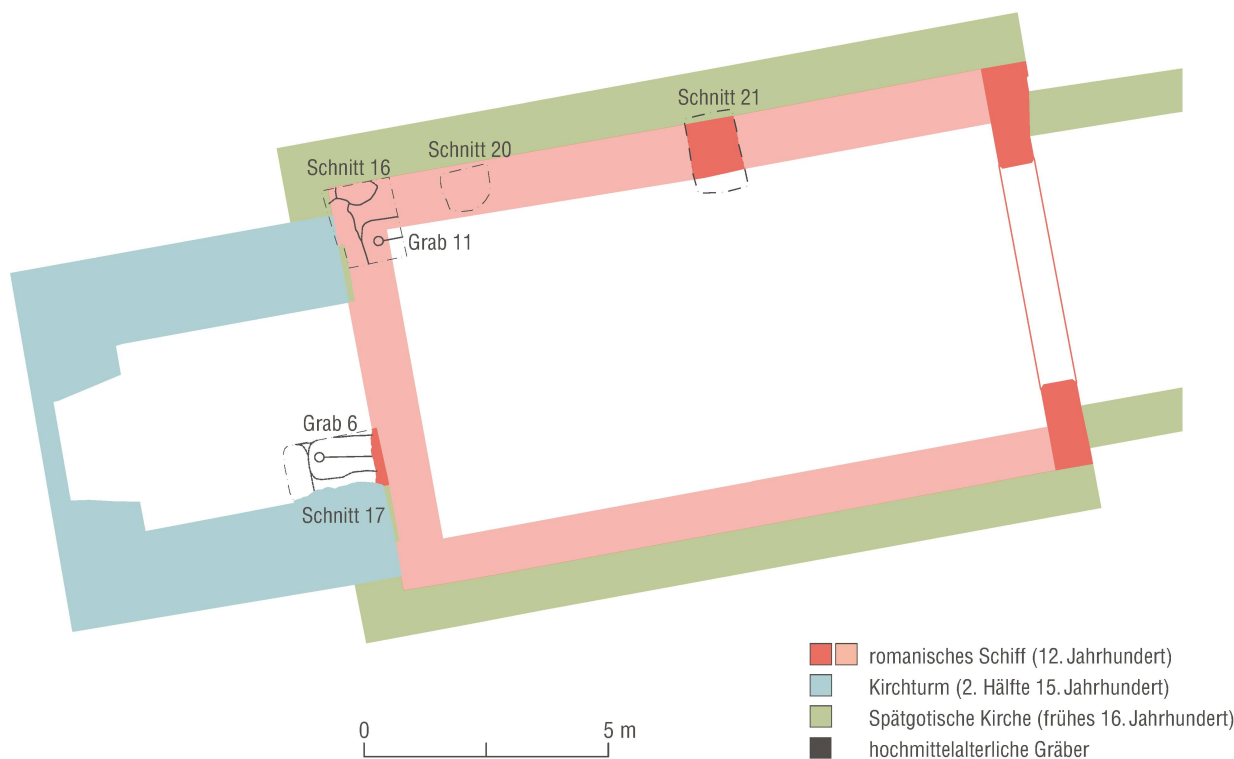 Schnitt 21
Schnitt 20
Schnitt 16
Grab 11
Grab 6
Schnitt 17
romanisches Schiff (12. Jahrhundert)
Kirchturm (2. Hälfte 15. Jahrhundert)
Spätgotische Kirche (frühes 16. Jahrhundert)
hochmittelalterliche Gräber
0 5 m